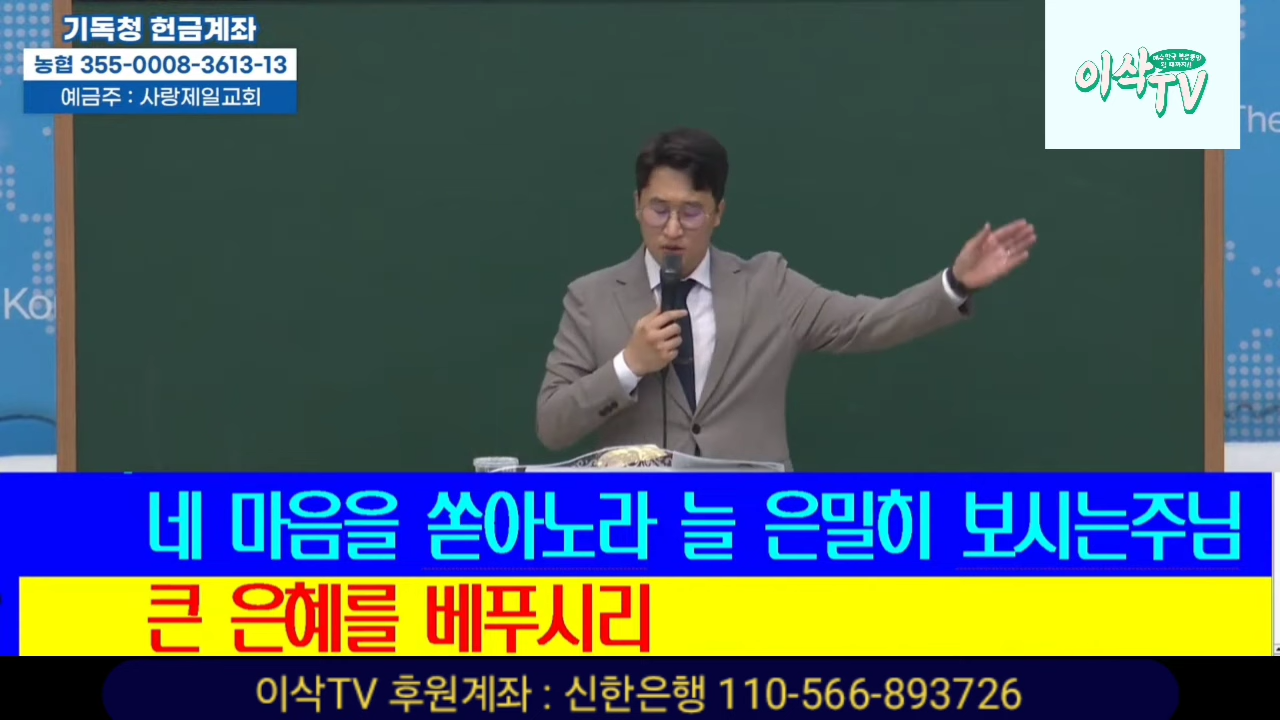 기독청 헌금계좌
농협 355-0008-3613-13
예금주 : 사랑제일교회
이삭TV
The
Ko
네 마음을 쏟아노라 늘 은밀히 보시는주님
큰 은혜를 베푸시리
이삭TV 후원계좌 : 신한은행 110-566-893726